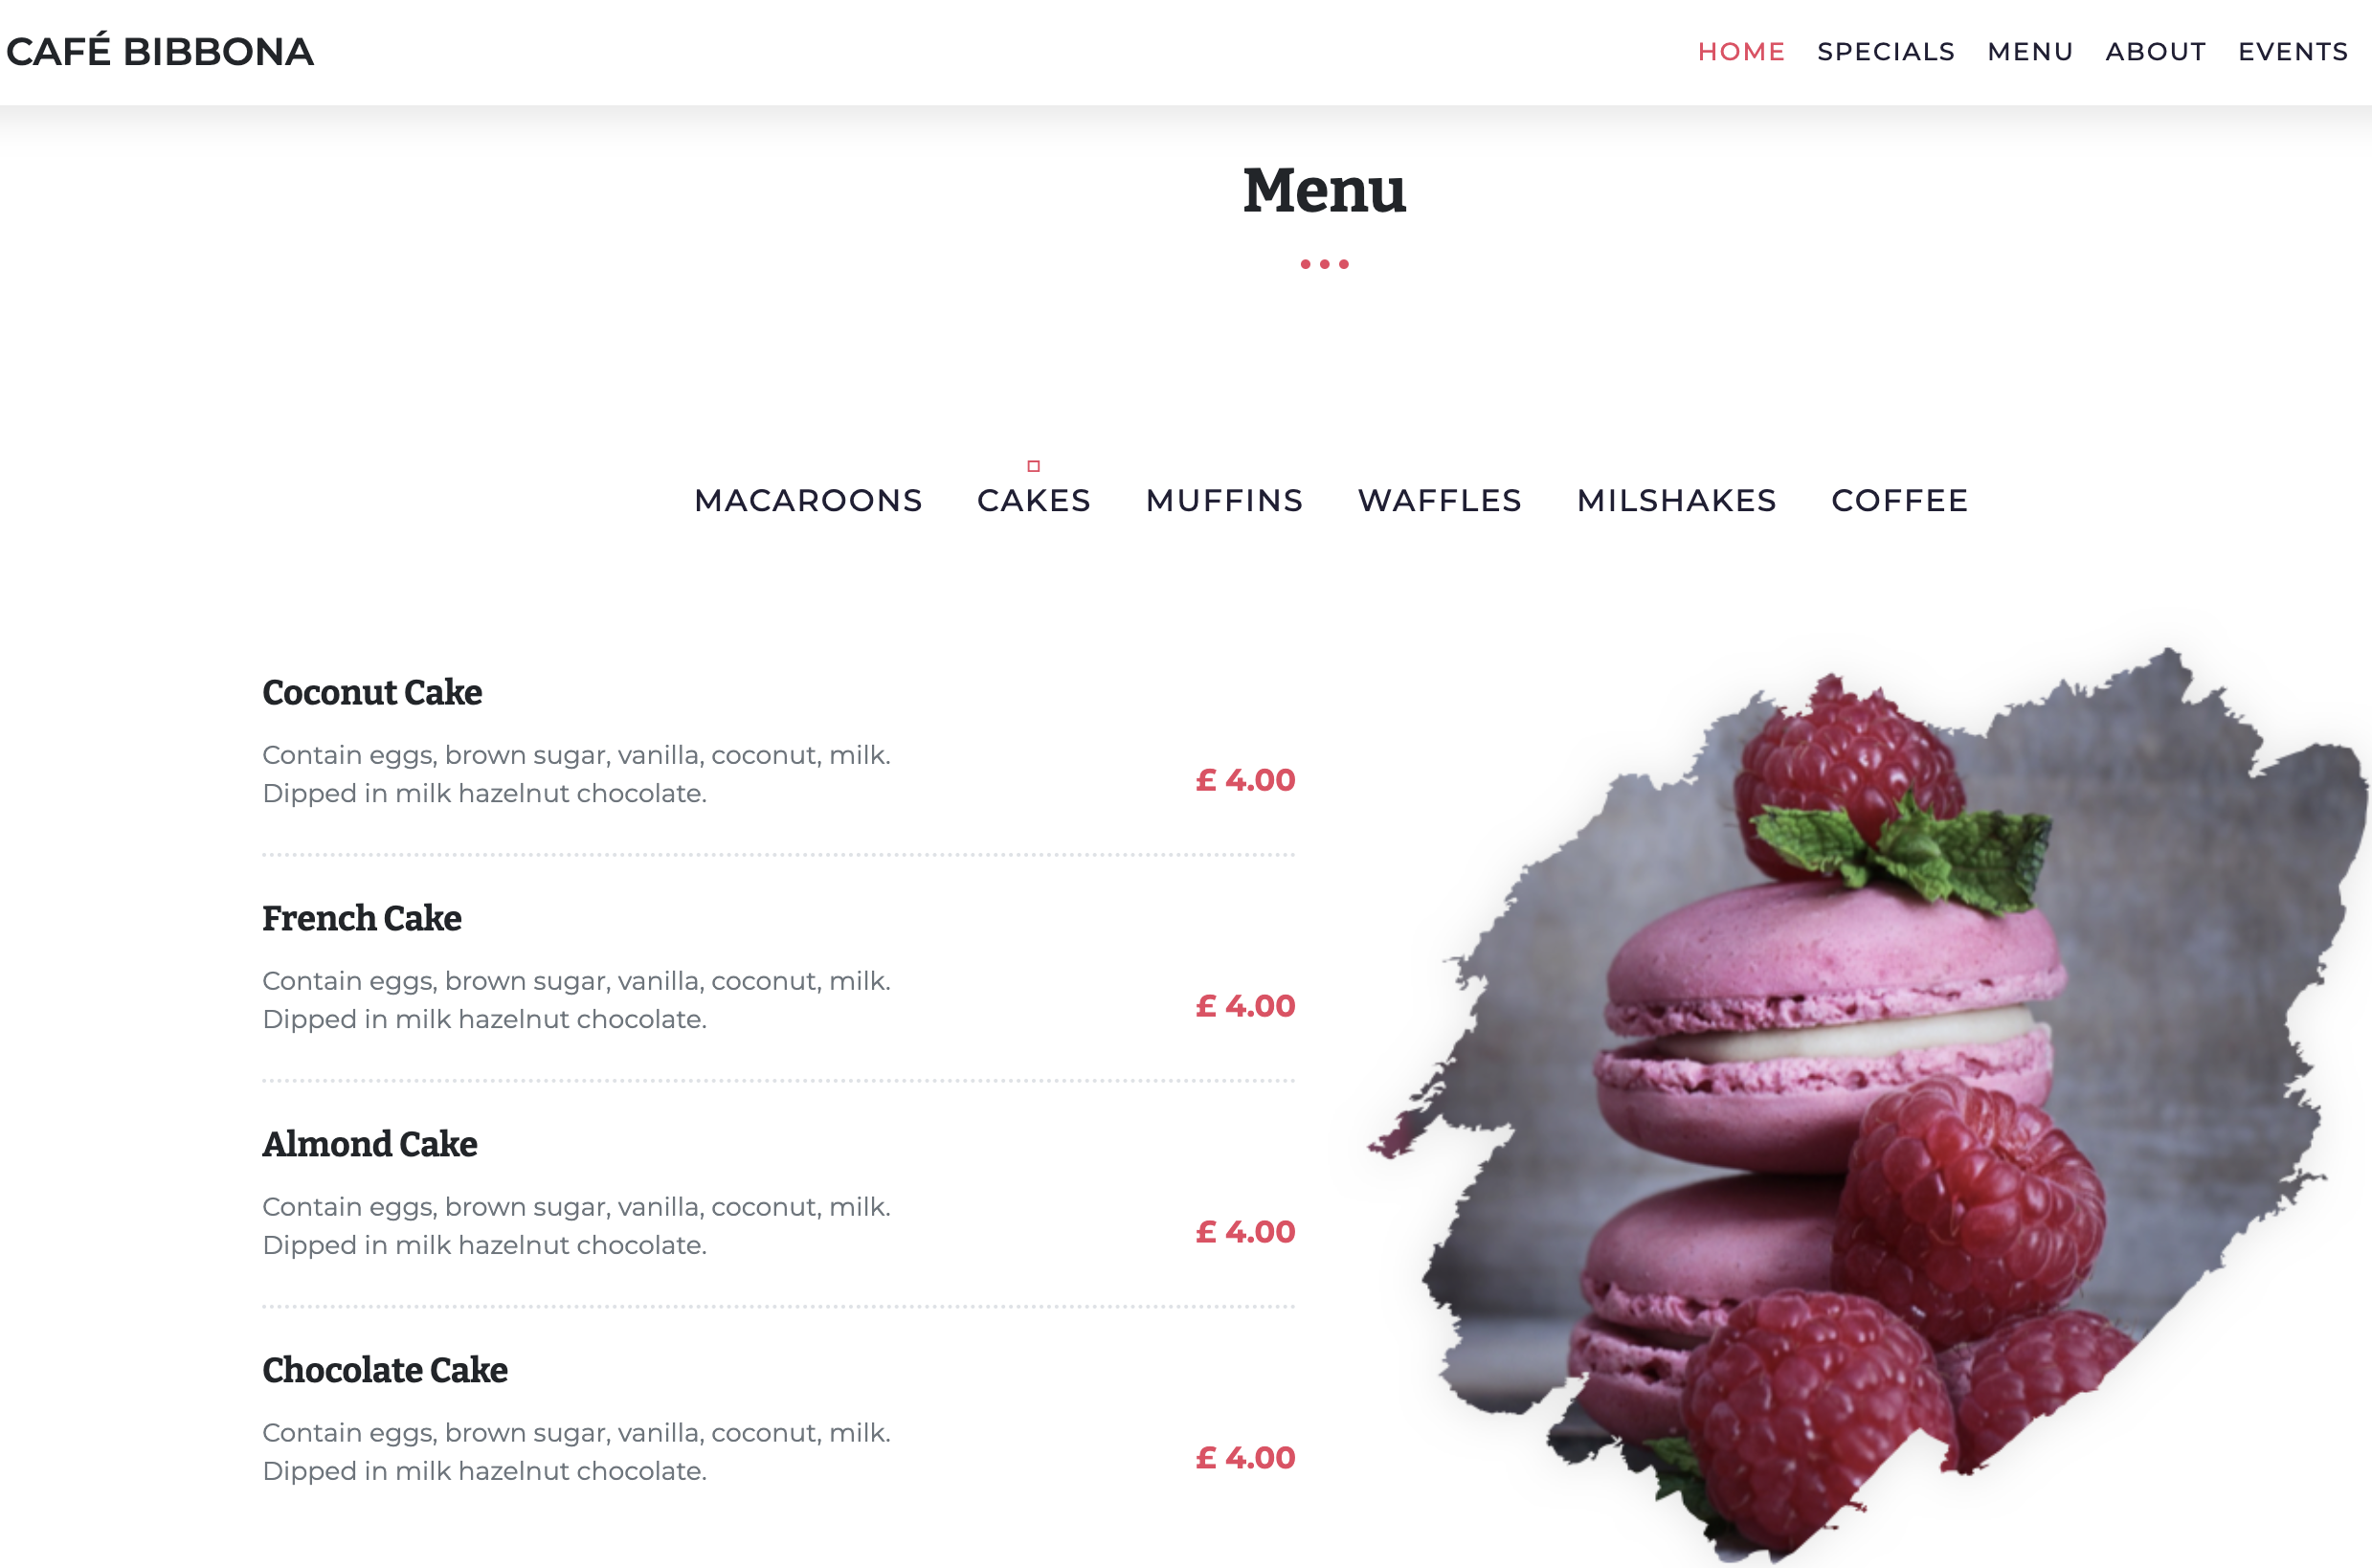 CAFÉ BIBBONA
HOME SPECIALS MENU ABOUT EVENTS
Menu
MACAROONS CAKES MUFFINS WAFFLES MILSHAKES COFFEE
Coconut Cake
Contain eggs, brown sugar, vanilla, coconut, milk.
Dipped in milk hazelnut chocolate.
£ 4.00
French Cake
Contain eggs, brown sugar, vanilla, coconut, milk.
Dipped in milk hazelnut chocolate.
£ 4.00
Almond Cake
Contain eggs, brown sugar, vanilla, coconut, milk.
Dipped in milk hazelnut chocolate.
£ 4.00
Chocolate Cake
Contain eggs, brown sugar, vanilla, coconut, milk.
Dipped in milk hazelnut chocolate.
£ 4.00